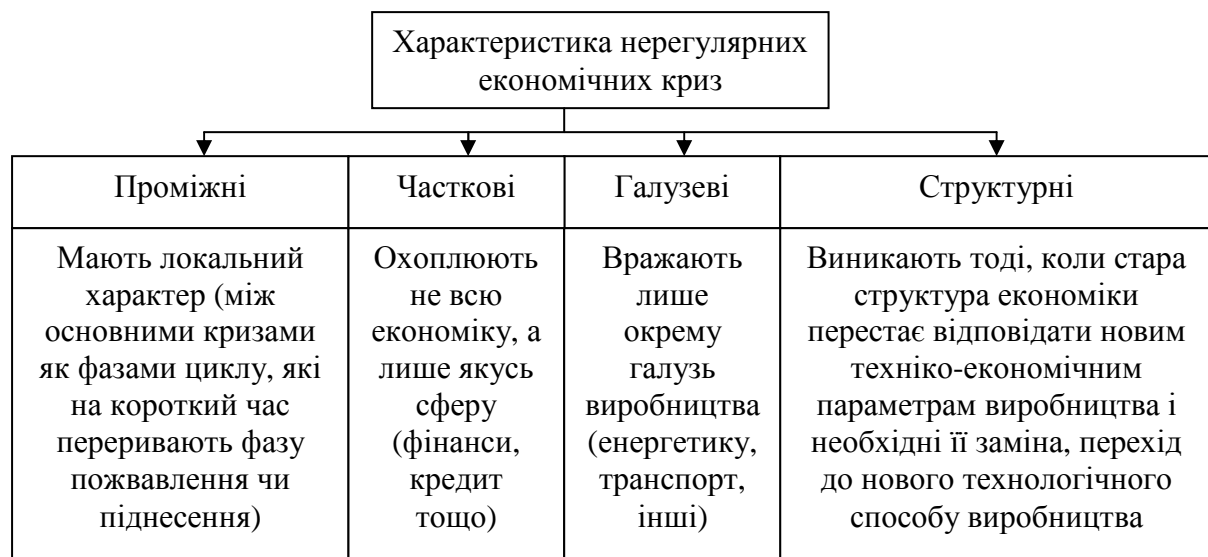 Характеристика нерегулярних
економічних криз
Проміжні
Часткові
Галузеві
Структурні
Мають локальний
характер (між
основними кризами
як фазами циклу, які
на короткий час
переривають фазу
пожвавлення чи
піднесення)
Охоплюють
не всю
економіку, а
лише якусь
сферу
(фінанси,
кредит
тощо)
Вражають
лише
окрему
галузь
виробництва
(енергетику,
транспорт,
інші)
Виникають тоді, коли стара
структура економіки
перестає відповідати новим
техніко-економічним
параметрам виробництва і
необхідні її заміна, перехід
до нового технологічного
способу виробництва